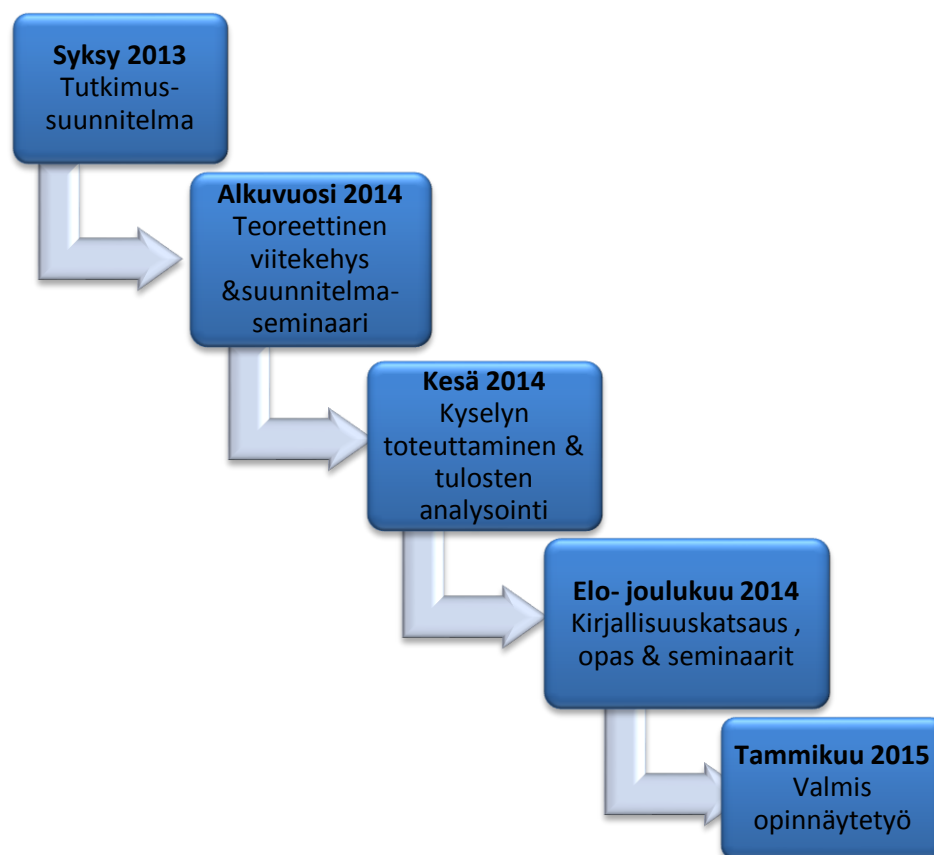 Syksy 2013
Tutkimus-
suunnitelma
Alkuvuosi 2014
Teoreettinen
viitekehys
&suunnitelma-
seminaari
Kesä 2014
Kyselyn
toteuttaminen &
tulosten
analysointi
Elo- joulukuu 2014
Kirjallisuuskatsaus ,
opas & seminaarit
Tammikuu 2015
Valmis
opinnäytetyö